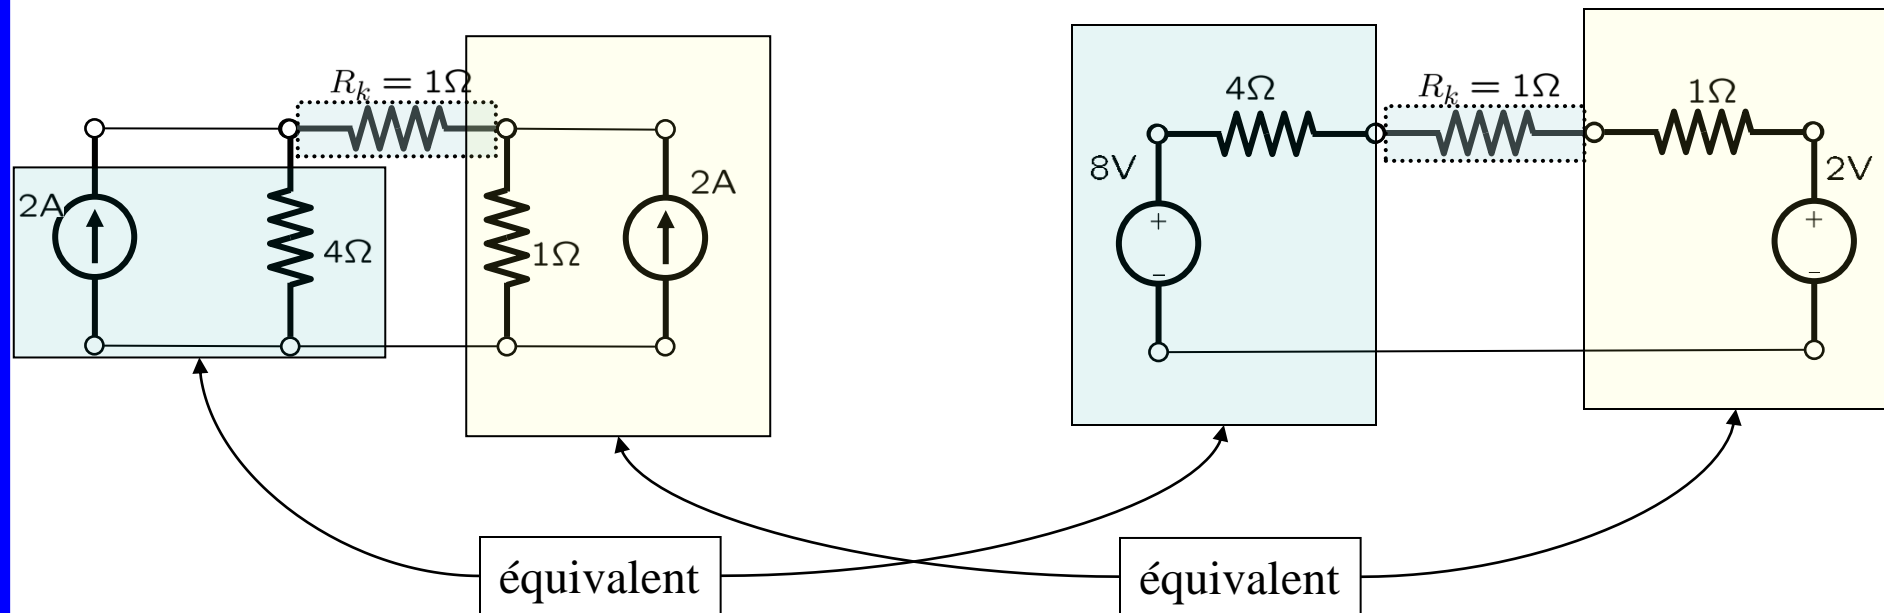 R_k = 1Ω
2A
4Ω
1Ω
2A
4Ω
R_k = 1Ω
1Ω
8V
2V
+
−
+
−
équivalent
équivalent